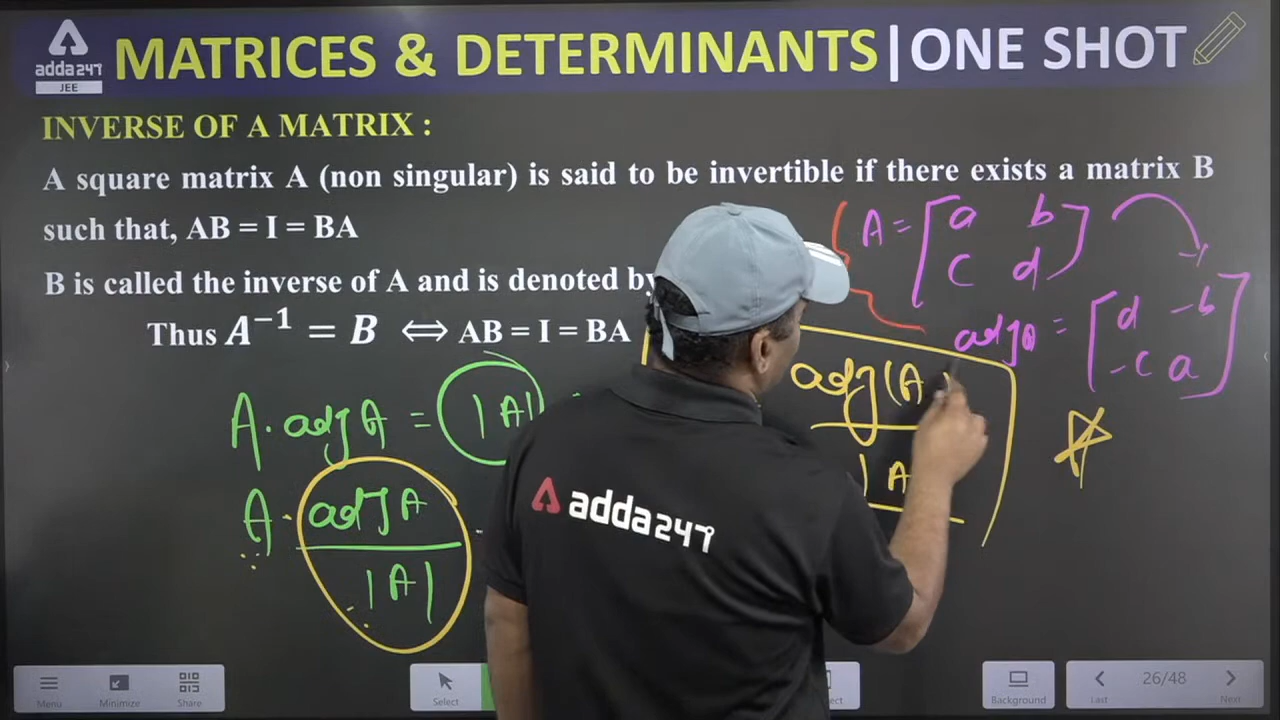 adda247
JEE
MATRICES & DETERMINANTS | ONE SHOT
INVERSE OF A MATRIX :
A square matrix A (non singular) is said to be invertible if there exists a matrix B
such that, AB = I = BA
B is called the inverse of A and is denoted by
Thus A⁻¹ = B ⟺ AB = I = BA
A = [a b
c d]
adj A = [d -b
-c a]
A · adj A = |A|
A · adj A
|A|
adj(A
|A
adda247
Menu
Minimize
Share
Select
Background
Last
26/48
Next